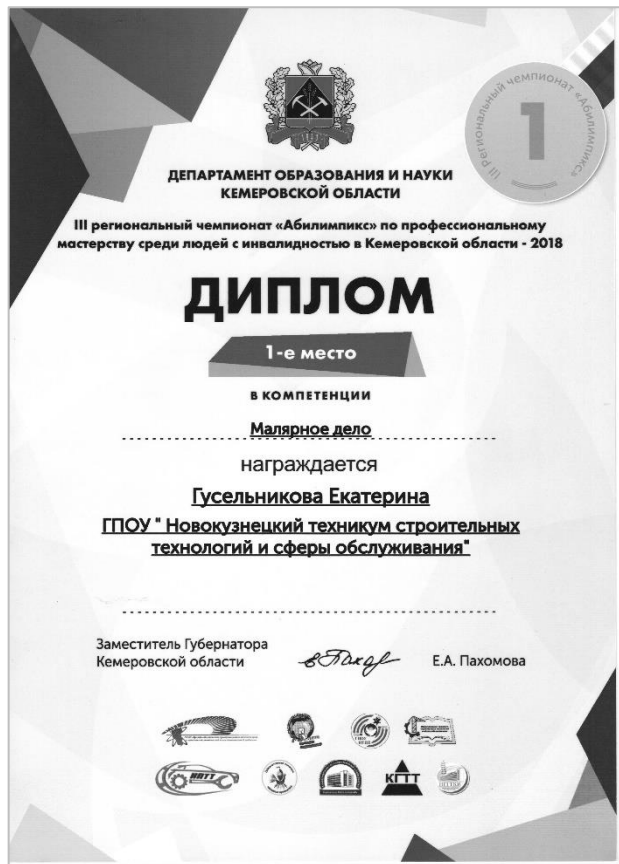 III Региональный чемпионат «Абилимпикс»
1
ДЕПАРТАМЕНТ ОБРАЗОВАНИЯ И НАУКИ
КЕМЕРОВСКОЙ ОБЛАСТИ
III региональный чемпионат «Абилимпикс» по профессиональному
мастерству среди людей с инвалидностью в Кемеровской области - 2018
ДИПЛОМ
1-е место
В КОМПЕТЕНЦИИ
Малярное дело
награждается
Гусельникова Екатерина
ГПОУ " Новокузнецкий техникум строительных
технологий и сферы обслуживания"
Заместитель Губернатора
Кемеровской области
Е.А. Пахомова
КГТТ